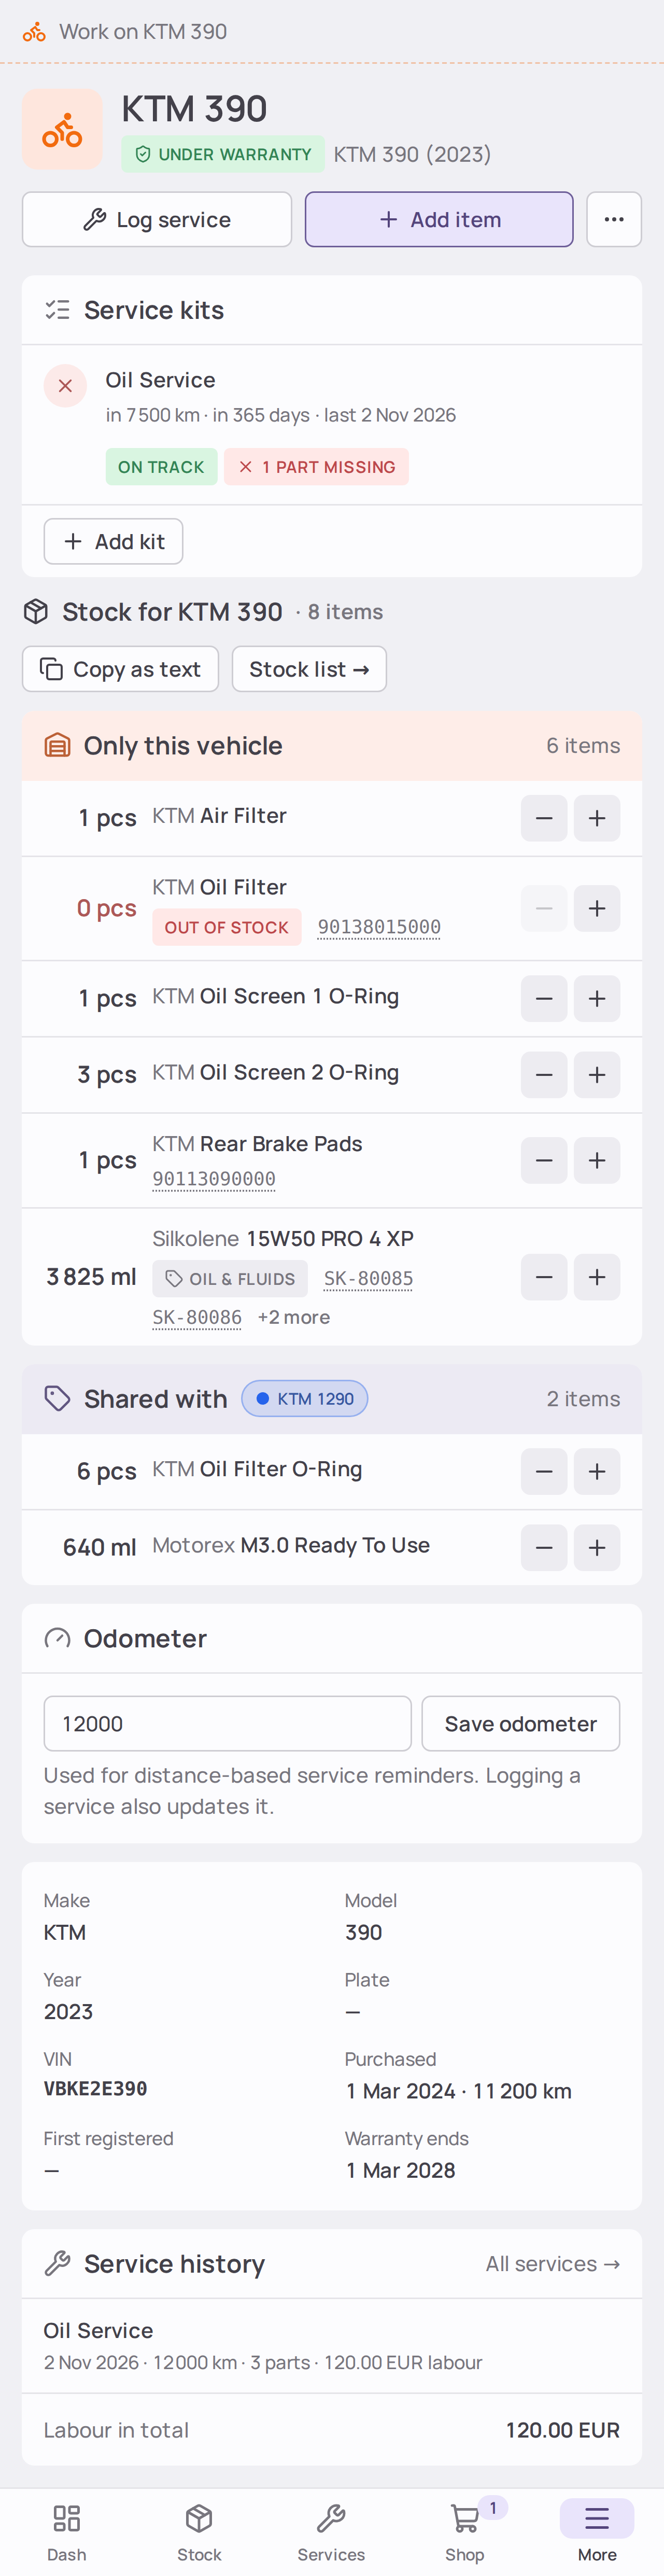 Work on KTM 390
KTM 390
UNDER WARRANTY KTM 390 (2023)
Log service
+ Add item
...
Service kits
Oil Service
in 7 500 km · in 365 days · last 2 Nov 2026
ON TRACK × 1 PART MISSING
+ Add kit
Stock for KTM 390 · 8 items
Copy as text
Stock list →
Only this vehicle 6 items
1 pcs KTM Air Filter − +
0 pcs KTM Oil Filter − +
OUT OF STOCK 90138015000
1 pcs KTM Oil Screen 1 O-Ring − +
3 pcs KTM Oil Screen 2 O-Ring − +
1 pcs KTM Rear Brake Pads − +
90113090000
3 825 ml Silkolene 15W50 PRO 4 XP − +
OIL & FLUIDS SK-80085
SK-80086 +2 more
Shared with KTM 1290 2 items
6 pcs KTM Oil Filter O-Ring − +
640 ml Motorex M3.0 Ready To Use − +
Odometer
12000 Save odometer
Used for distance-based service reminders. Logging a
service also updates it.
Make Model
KTM 390
Year Plate
2023 —
VIN Purchased
VBKE2E390 1 Mar 2024 · 11 200 km
First registered Warranty ends
— 1 Mar 2028
Service history All services →
Oil Service
2 Nov 2026 · 12 000 km · 3 parts · 120.00 EUR labour
Labour in total 120.00 EUR
1
Dash Stock Services Shop More